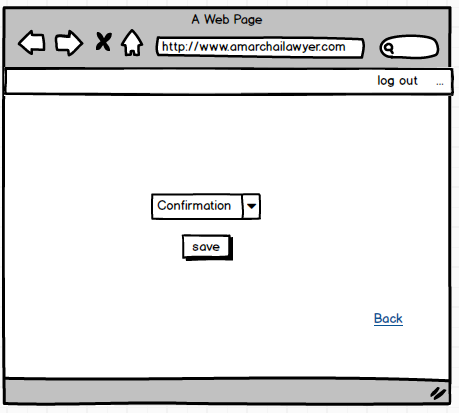 A Web Page
http://www.amarchailawyer.com
log out ...
Confirmation
save
Back